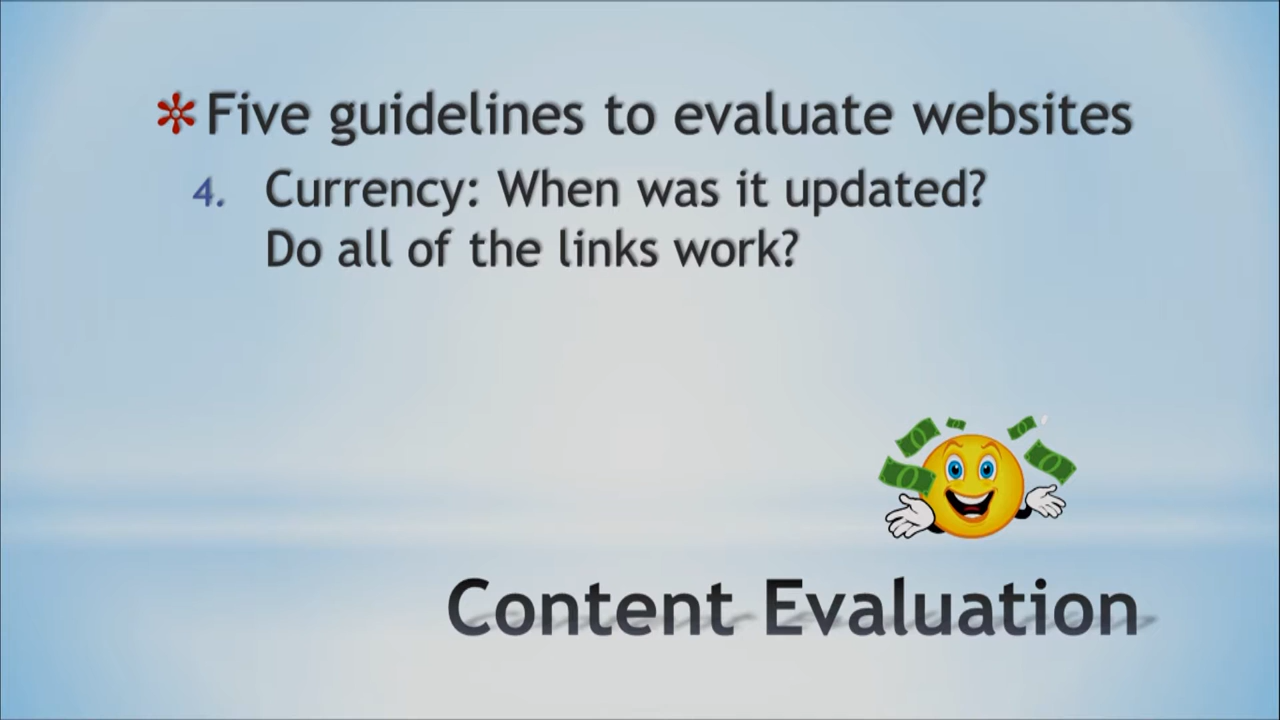 Five guidelines to evaluate websites
4. Currency: When was it updated?
Do all of the links work?
Content Evaluation